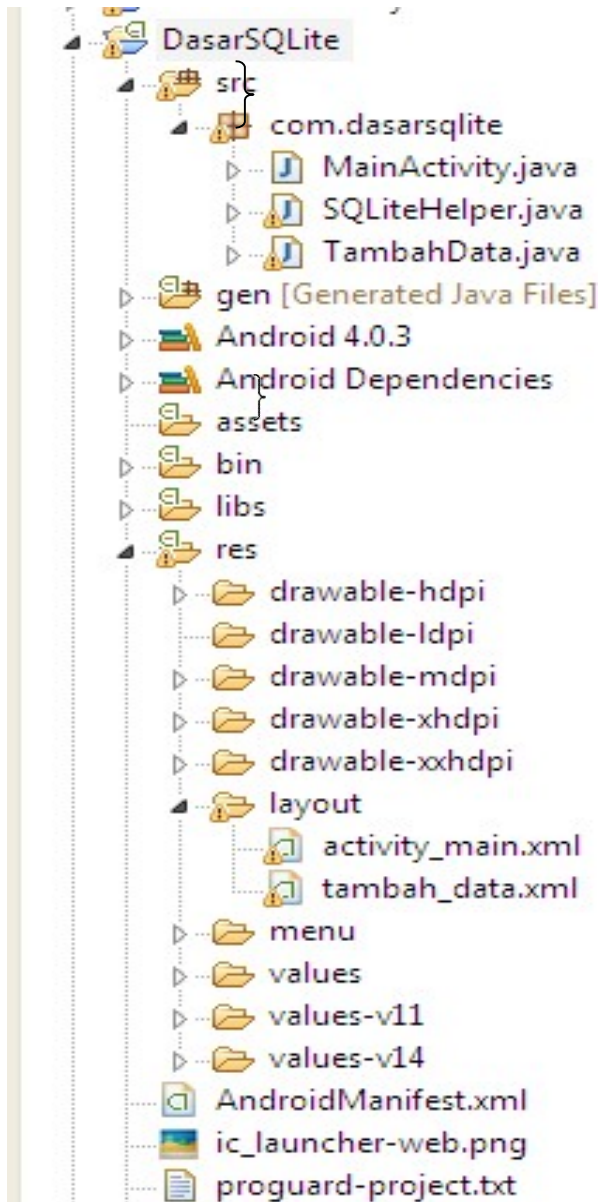 DasarSQLite
src
com.dasarsqlite
MainActivity.java
SQLiteHelper.java
TambahData.java
gen [Generated Java Files]
Android 4.0.3
Android Dependencies
assets
bin
libs
res
drawable-hdpi
drawable-ldpi
drawable-mdpi
drawable-xhdpi
drawable-xxhdpi
layout
activity_main.xml
tambah_data.xml
menu
values
values-v11
values-v14
AndroidManifest.xml
ic_launcher-web.png
proguard-project.txt